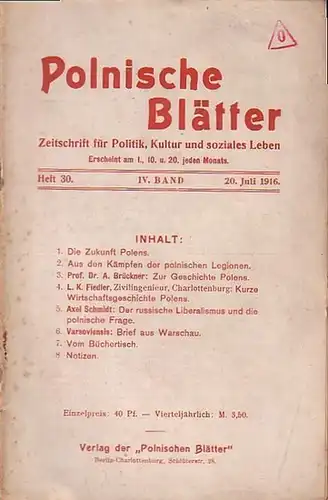 0
Polnische
Blätter
Zeitschrift für Politik, Kultur und soziales Leben
Erscheint am 1., 10. u. 20. jeden Monats.
Heft 30. IV. BAND 20. Juli 1916.
INHALT:
1. Die Zukunft Polens.
2. Aus den Kämpfen der polnischen Legionen.
3. Prof. Dr. A. Brückner: Zur Geschichte Polens.
4. L. K. Fiedler, Zivilingenieur, Charlottenburg: Kurze
Wirtschaftsgeschichte Polens.
5. Axel Schmidt: Der russische Liberalismus und die
polnische Frage.
6. Varsoviensis: Brief aus Warschau.
7. Vom Büchertisch.
8. Notizen.
Einzelpreis: 40 Pf. — Vierteljährlich: M. 3,50.
Verlag der „Polnischen Blätter"
Berlin-Charlottenburg, Schlüterstr. 28.